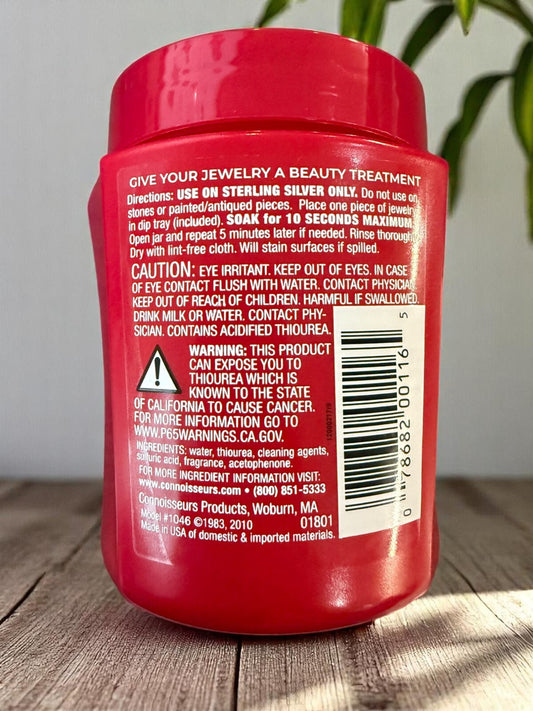 GIVE YOUR JEWELRY A BEAUTY TREATMENT
Directions: USE ON STERLING SILVER ONLY. Do not use on
stones or painted/antiqued pieces. Place one piece of jewelry
in dip tray (included). SOAK for 10 SECONDS MAXIMUM.
Open jar and repeat 5 minutes later if needed. Rinse thorough
Dry with lint-free cloth. Will stain surfaces if spilled.
CAUTION: EYE IRRITANT. KEEP OUT OF EYES. IN CASE
OF EYE CONTACT FLUSH WITH WATER. CONTACT PHYSICIAN.
KEEP OUT OF REACH OF CHILDREN. HARMFUL IF SWALLOWED.
DRINK MILK OR WATER. CONTACT PHY-
SICIAN. CONTAINS ACIDIFIED THIOUREA.
WARNING: THIS PRODUCT
CAN EXPOSE YOU TO
THIOUREA WHICH IS
KNOWN TO THE STATE
OF CALIFORNIA TO CAUSE CANCER.
FOR MORE INFORMATION GO TO
WWW.P65WARNINGS.CA.GOV.
INGREDIENTS: water, thiourea, cleaning agents,
sulfuric acid, fragrance, acetophenone.
FOR MORE INGREDIENT INFORMATION VISIT:
www.connoisseurs.com • (800) 851-5333
Connoisseurs Products, Woburn, MA
01801
Model #1046 ©1983, 2010
Made in USA of domestic & imported materials.
0 78682 00116 5